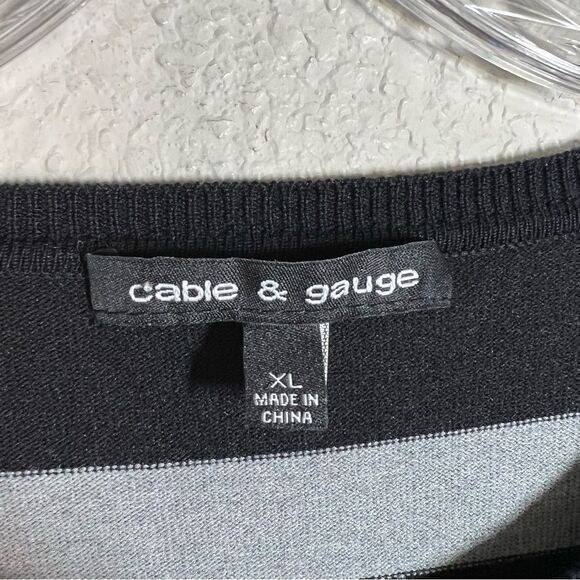 cable & gauge
XL
MADE IN
CHINA